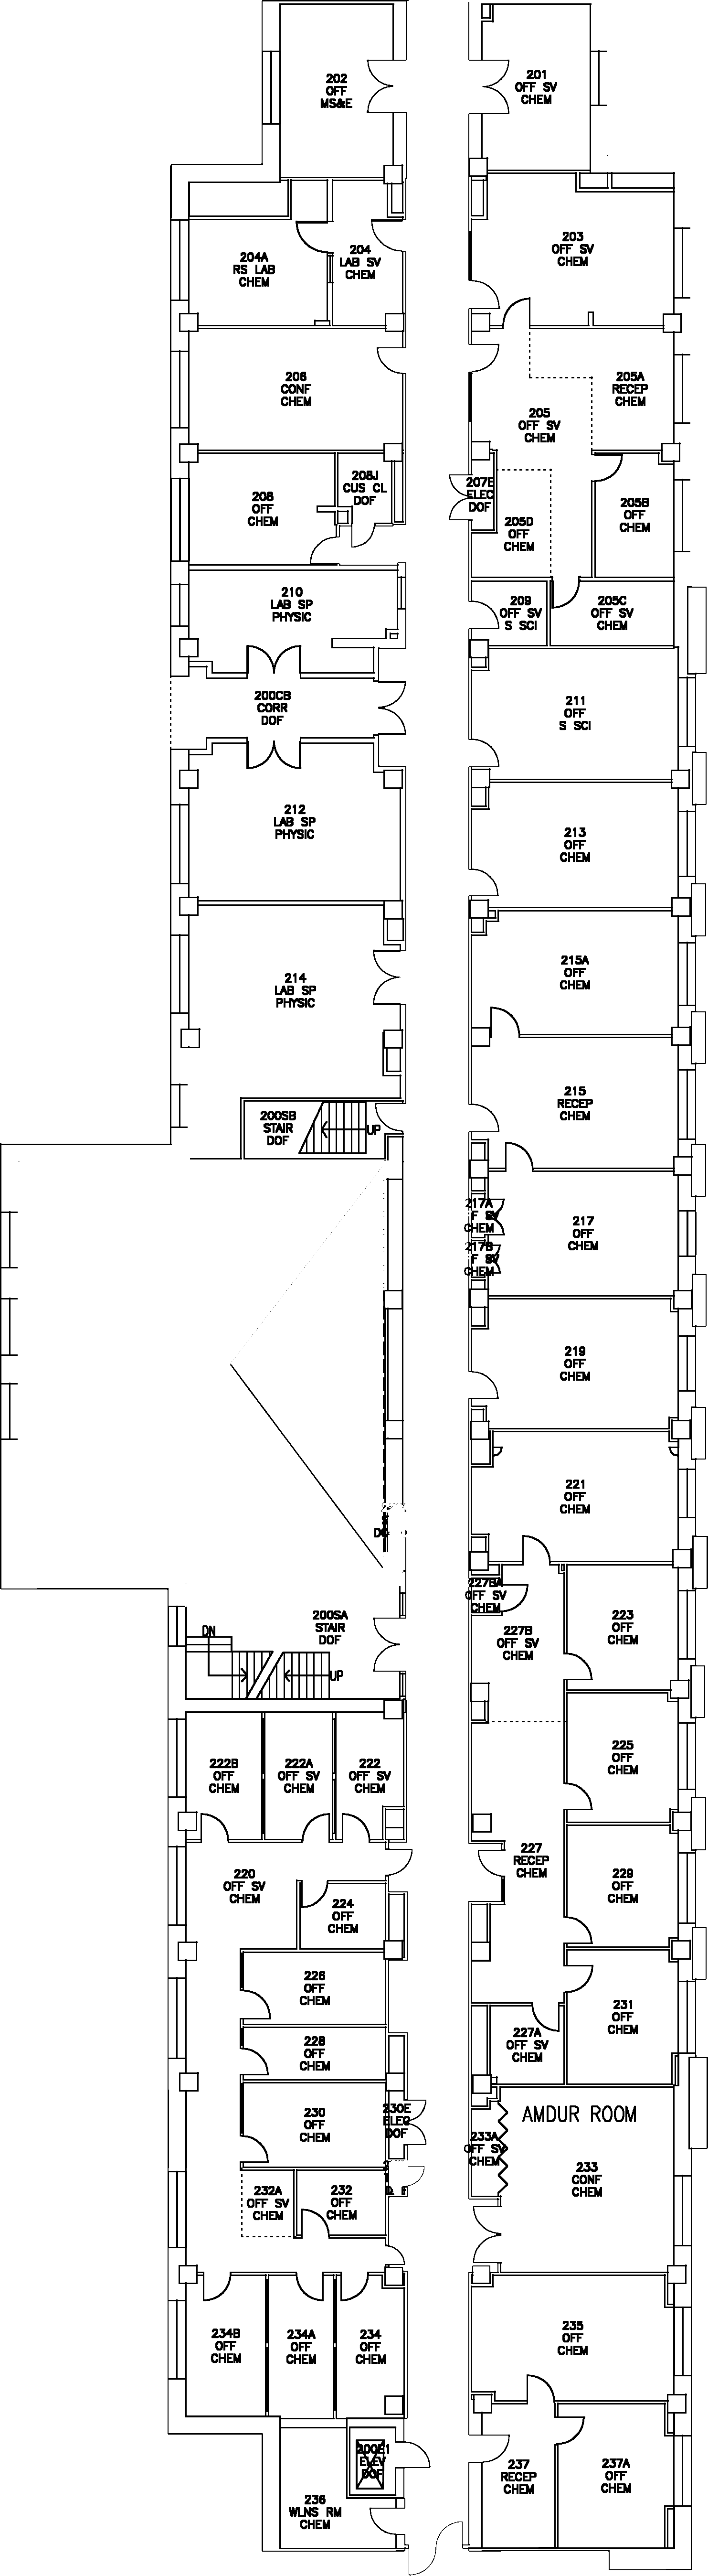 202
OFF
MS&E
201
OFF SV
CHEM
203
OFF SV
CHEM
204A
RS LAB
CHEM
204
LAB SV
CHEM
206
CONF
CHEM
205A
RECEP
CHEM
205
OFF SV
CHEM
208
OFF
CHEM
208J
CUS CL
DOF
207E
ELEC
DOF
205D
OFF
CHEM
205B
OFF
CHEM
210
LAB SP
PHYSIC
209
OFF SV
S SCI
205C
OFF SV
CHEM
200CB
CORR
DOF
211
OFF
S SCI
212
LAB SP
PHYSIC
213
OFF
CHEM
214
LAB SP
PHYSIC
215A
OFF
CHEM
215
RECEP
CHEM
200SB
STAIR
DOF
UP
217A
F SV
CHEM
217B
F SV
CHEM
217
OFF
CHEM
219
OFF
CHEM
221
OFF
CHEM
227BA
OFF SV
CHEM
227B
OFF SV
CHEM
223
OFF
CHEM
200SA
STAIR
DOF
DN
UP
222B
OFF
CHEM
222A
OFF SV
CHEM
222
OFF SV
CHEM
225
OFF
CHEM
220
OFF SV
CHEM
227
RECEP
CHEM
229
OFF
CHEM
224
OFF
CHEM
226
OFF
CHEM
228
OFF
CHEM
227A
OFF SV
CHEM
231
OFF
CHEM
230
OFF
CHEM
230E
ELEC
DOF
AMDUR ROOM
233A
OFF SV
CHEM
233
CONF
CHEM
232A
OFF SV
CHEM
232
OFF
CHEM
234B
OFF
CHEM
234A
OFF
CHEM
234
OFF
CHEM
235
OFF
CHEM
200E1
ELEV
DOF
236
WLNS RM
CHEM
237
RECEP
CHEM
237A
OFF
CHEM